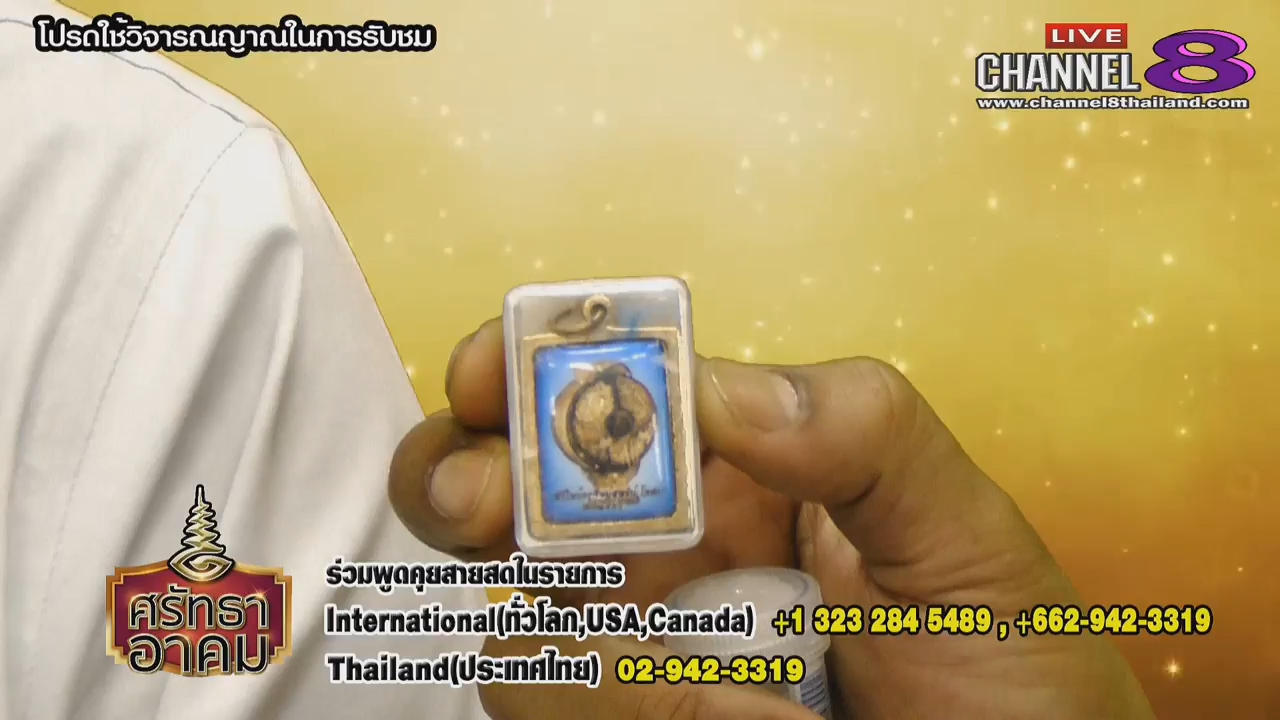 โปรดใช้วิจารณญาณในการรับชม
LIVE
CHANNEL 8
www.channel8thailand.com
ศรัทธา
อาคม
ร่วมพูดคุยสายสดในรายการ
International(ทั่วโลก,USA,Canada) +1 323 284 5489 , +662-942-3319
Thailand(ประเทศไทย) 02-942-3319